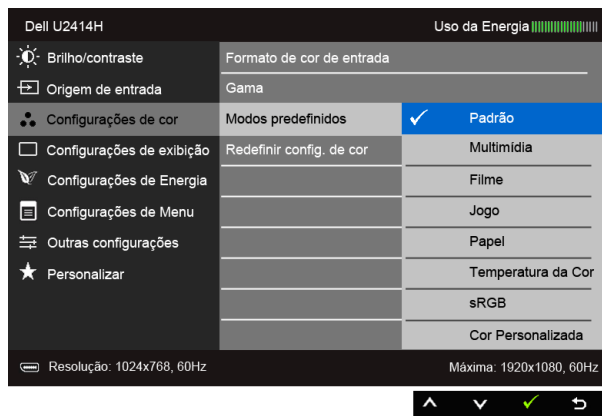 Dell U2414H
Uso da Energia
Brilho/contraste
Formato de cor de entrada
Origem de entrada
Gama
Configurações de cor
Modos predefinidos
Padrão
Configurações de exibição
Redefinir config. de cor
Multimídia
Configurações de Energia
Filme
Configurações de Menu
Jogo
Outras configurações
Papel
Personalizar
Temperatura da Cor
sRGB
Cor Personalizada
Resolução: 1024x768, 60Hz
Máxima: 1920x1080, 60Hz